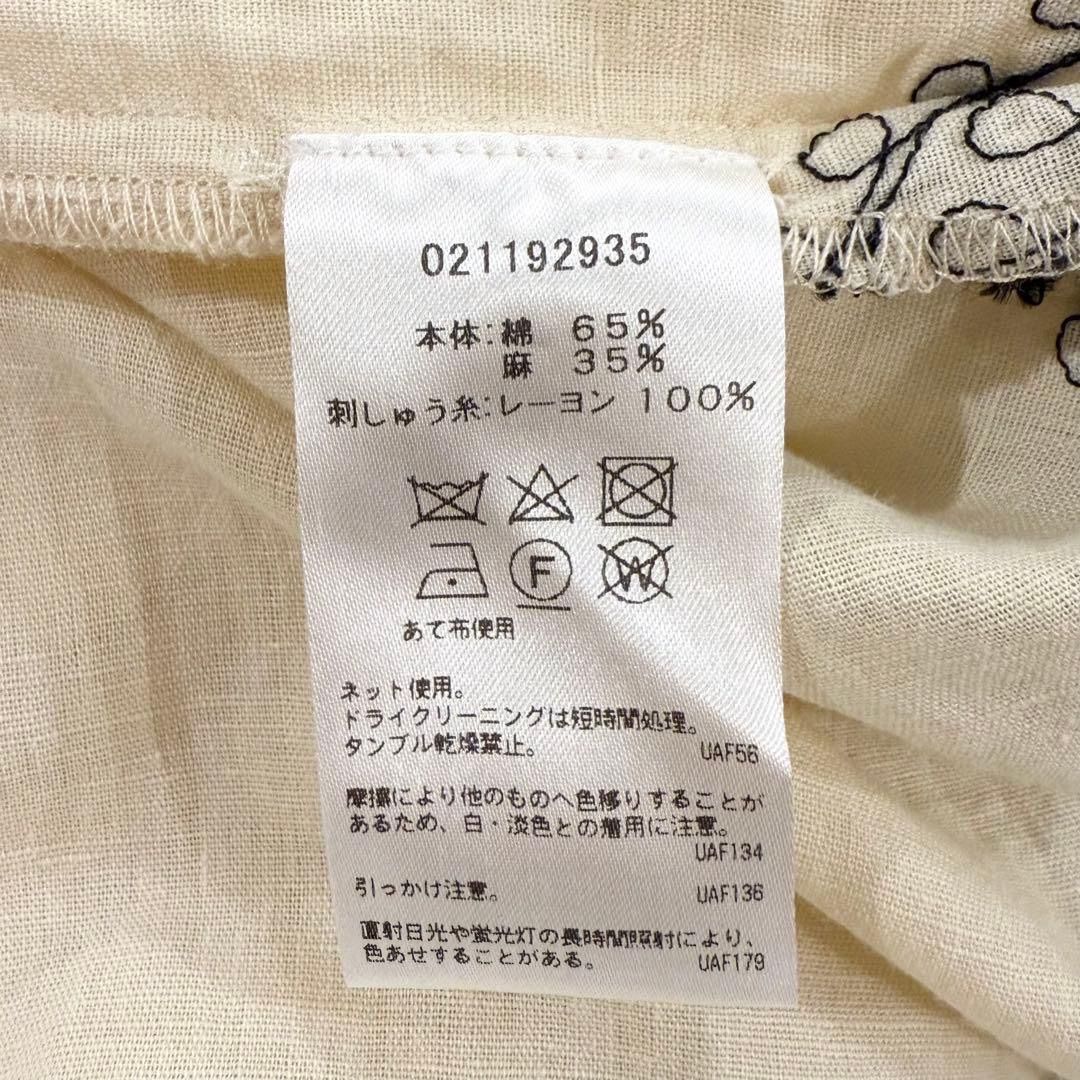 021192935
本体:綿 65%
麻 35%
刺しゅう糸:レーヨン 100%
F
W
あて布使用
ネット使用。
ドライクリーニングは短時間処理。
タンブル乾燥禁止。 UAF56
摩擦により他のものへ色移りすることが
あるため、白・淡色との着用に注意。
UAF134
引っかけ注意。 UAF136
直射日光や蛍光灯の長時間照射により、
色あせすることがある。 UAF179